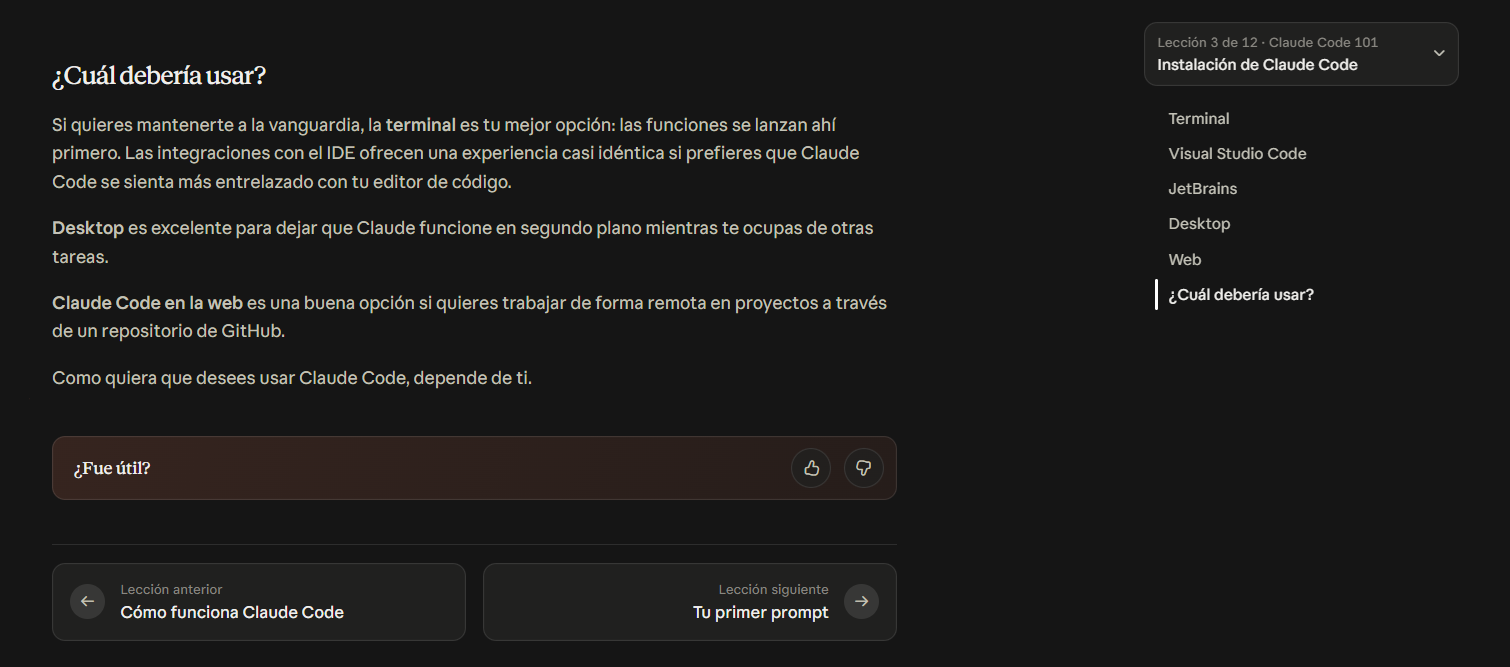 ¿Cuál debería usar?
Si quieres mantenerte a la vanguardia, la terminal es tu mejor opción: las funciones se lanzan ahí
primero. Las integraciones con el IDE ofrecen una experiencia casi idéntica si prefieres que Claude
Code se sienta más entrelazado con tu editor de código.
Desktop es excelente para dejar que Claude funcione en segundo plano mientras te ocupas de otras
tareas.
Claude Code en la web es una buena opción si quieres trabajar de forma remota en proyectos a través
de un repositorio de GitHub.
Como quiera que desees usar Claude Code, depende de ti.
¿Fue útil?
Lección anterior
Cómo funciona Claude Code
Lección siguiente
Tu primer prompt
Lección 3 de 12 · Claude Code 101
Instalación de Claude Code
Terminal
Visual Studio Code
JetBrains
Desktop
Web
¿Cuál debería usar?